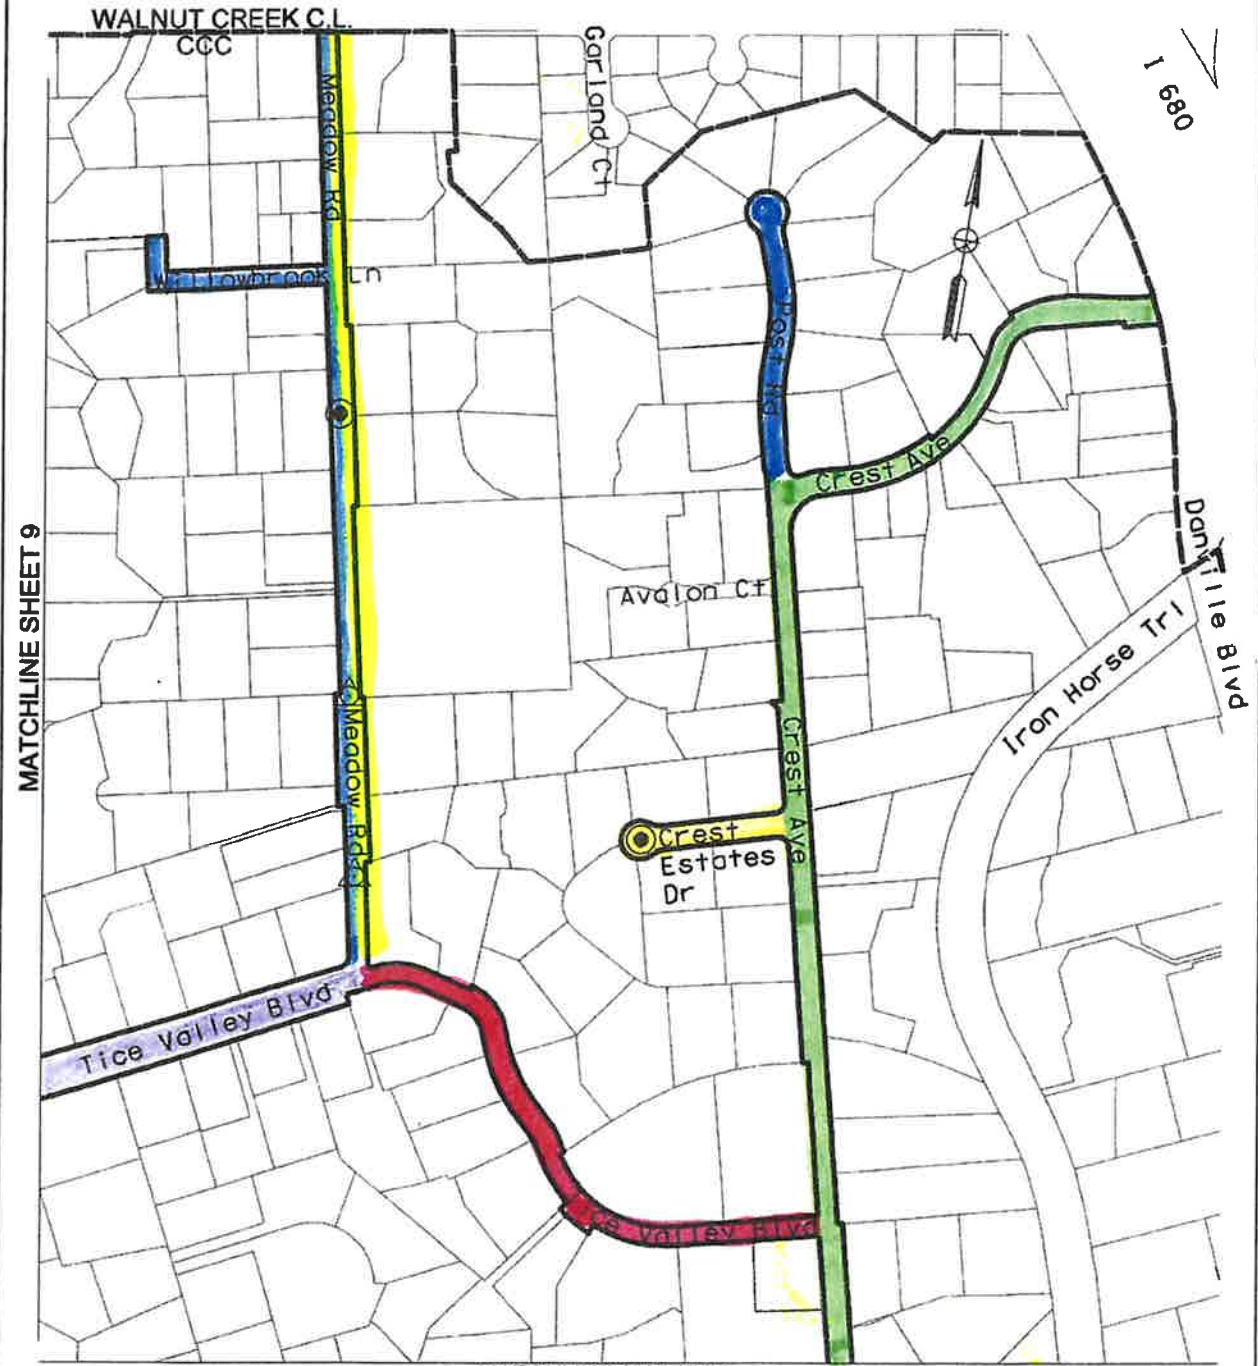 WALNUT CREEK C.L.
CCC
Meadow Rd
Garland Ct
I 680
Willowbrook Ln
Post Rd
Crest Ave
MATCHLINE SHEET 9
Danville Blvd
Avalon Ct
Iron Horse Trl
Meadow Rd
Crest Ave
Crest
Estates
Dr
Tice Valley Blvd
ce Valley Blvd